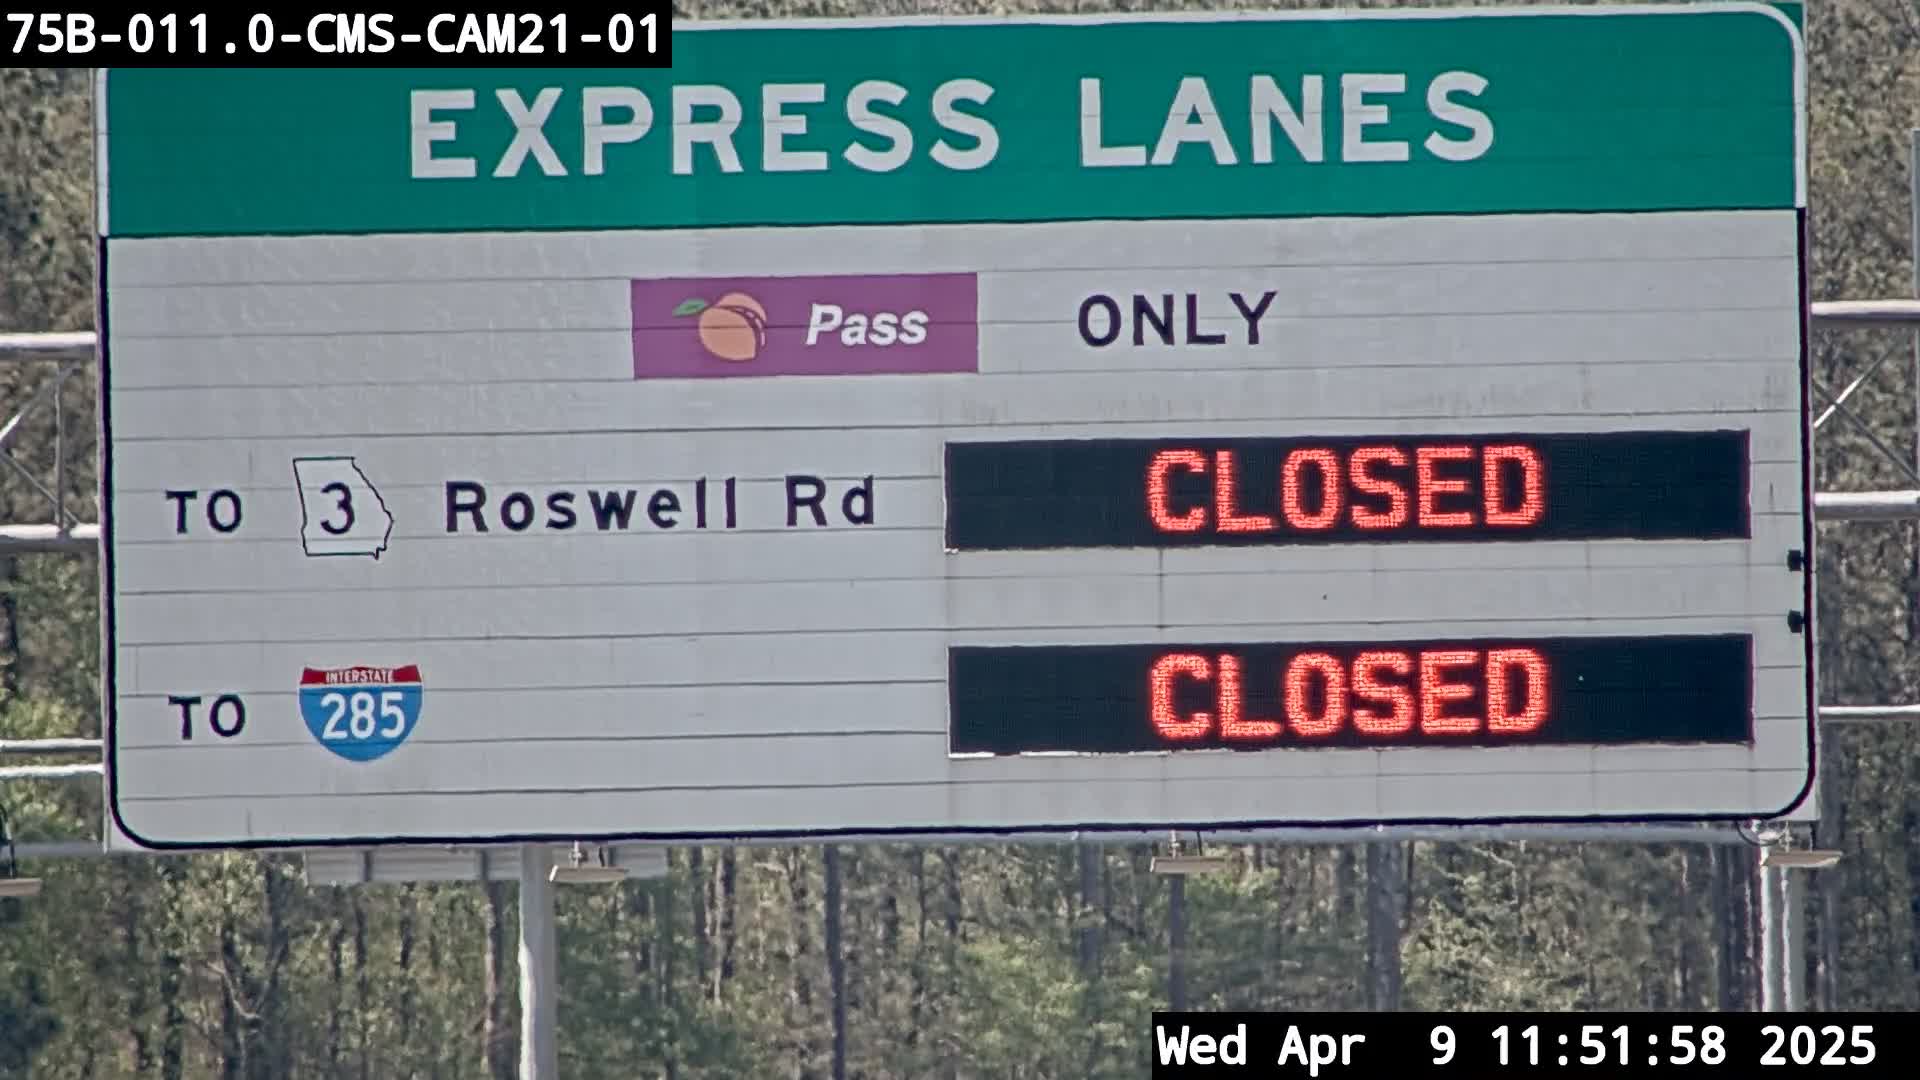 75B-011.0-CMS-CAM21-01
EXPRESS LANES
Pass ONLY
TO 3 Roswell Rd CLOSED
TO INTERSTATE 285 CLOSED
Wed Apr 9 11:51:58 2025